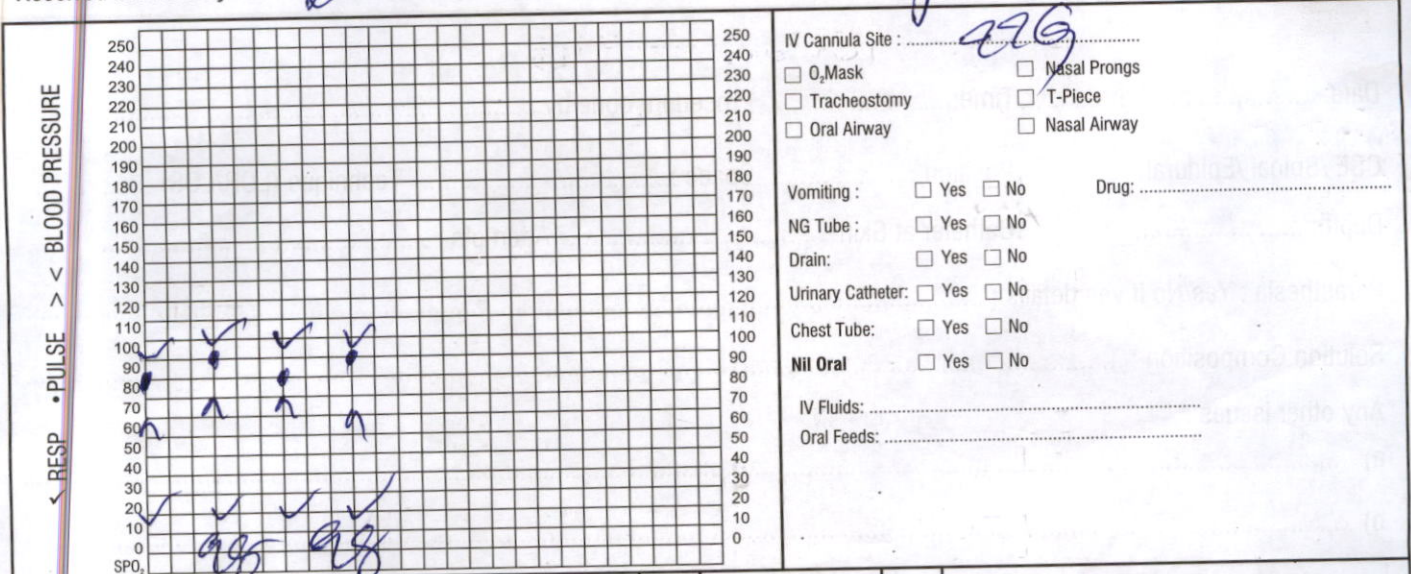 ✓ RESP •PULSE > < BLOOD PRESSURE
250 250
240 240
230 230
220 220
210 210
200 200
190 190
180 180
170 170
160 160
150 150
140 140
130 130
120 120
110 110
100 100
90 90
80 80
70 70
60 60
50 50
40 40
30 30
20 20
10 10
0 0
SPO₂ 98 98
IV Cannula Site :
O₂Mask Nasal Prongs
Tracheostomy T-Piece
Oral Airway Nasal Airway
Vomiting : Yes No Drug:
NG Tube : Yes No
Drain: Yes No
Urinary Catheter: Yes No
Chest Tube: Yes No
Nil Oral Yes No
IV Fluids:
Oral Feeds: